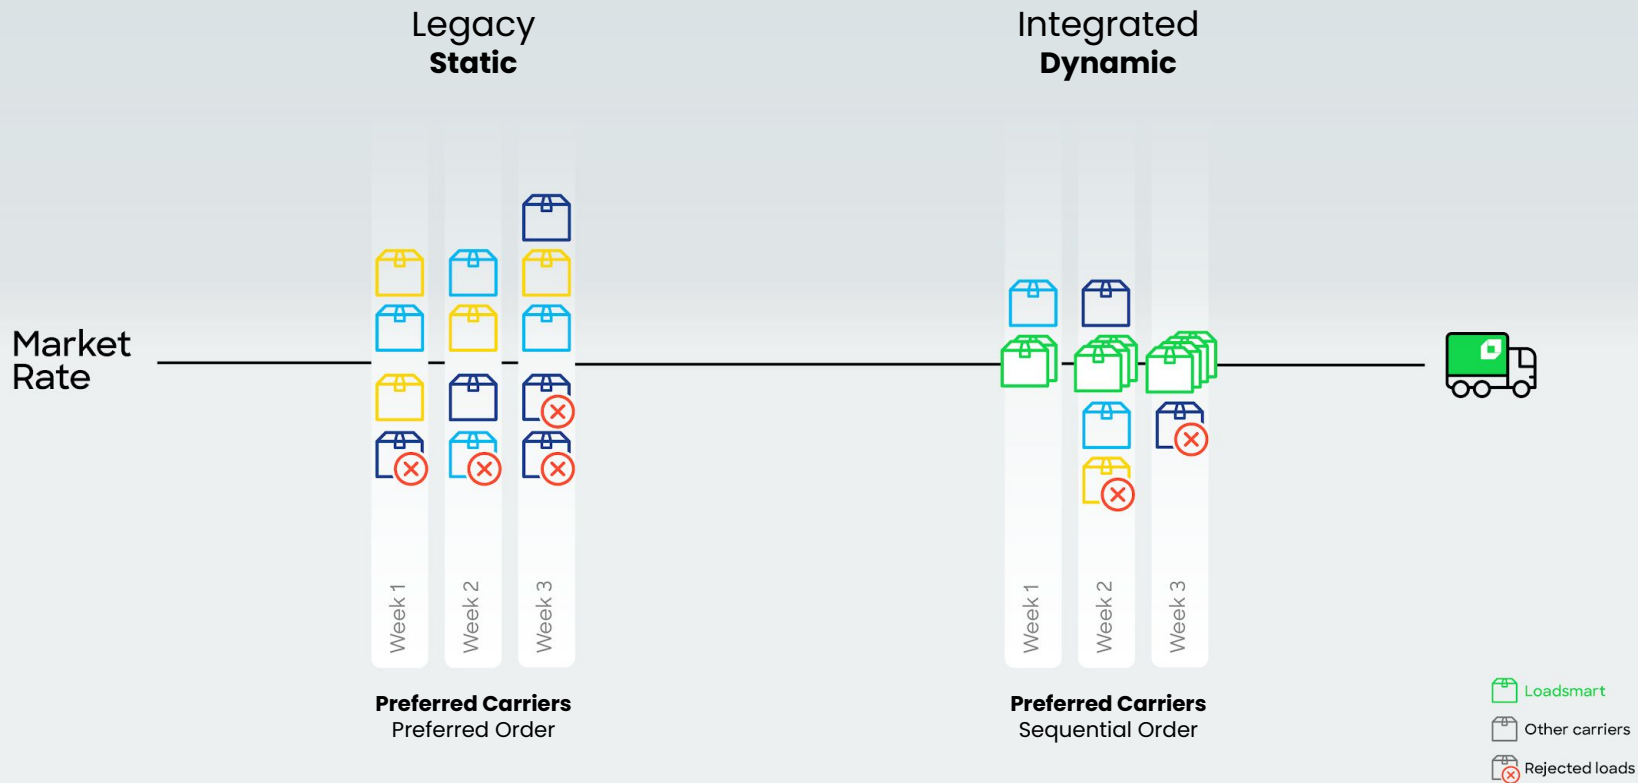 Legacy
Static
Integrated
Dynamic
Market
Rate
Week 1
Week 2
Week 3
Week 1
Week 2
Week 3
Preferred Carriers
Preferred Order
Preferred Carriers
Sequential Order
Loadsmart
Other carriers
Rejected loads